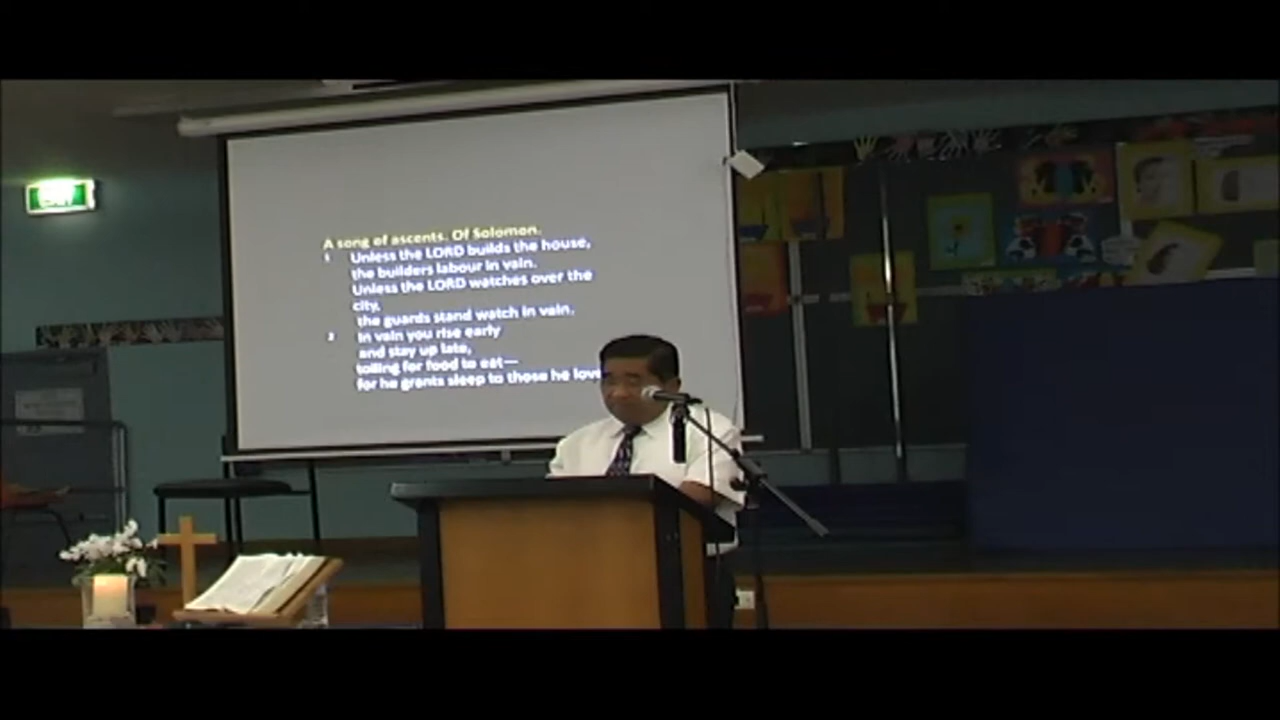 EXIT
A song of ascents. Of Solomon.
1 Unless the LORD builds the house,
the builders labour in vain.
Unless the LORD watches over the
city,
the guards stand watch in vain.
2 In vain you rise early
and stay up late,
toiling for food to eat—
for he grants sleep to those he